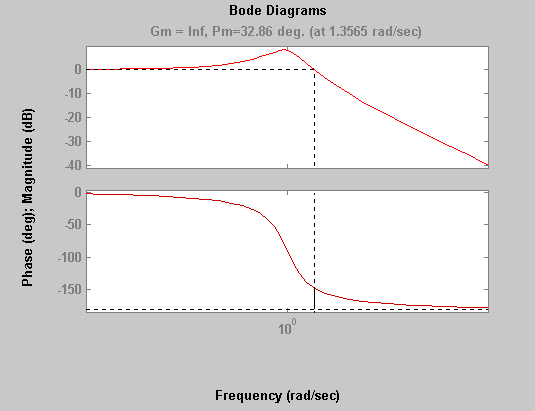 Bode Diagrams
Gm = Inf, Pm=32.86 deg. (at 1.3565 rad/sec)
0
-10
-20
-30
-40
Phase (deg); Magnitude (dB)
0
-50
-100
-150
10^0
Frequency (rad/sec)